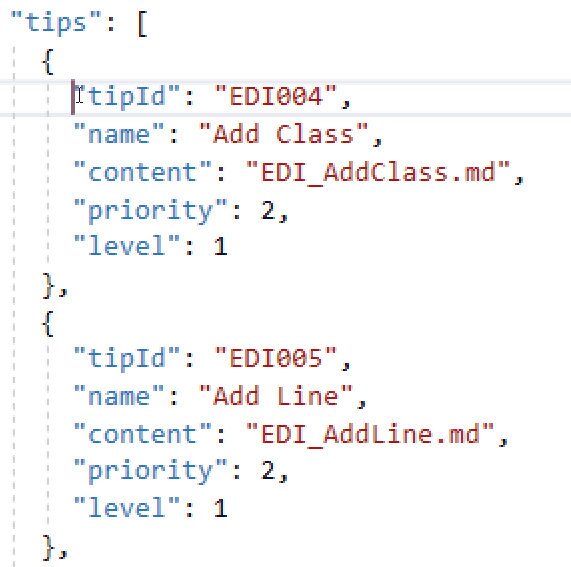 "tips": [
{
"tipId": "EDI004",
"name": "Add Class",
"content": "EDI_AddClass.md",
"priority": 2,
"level": 1
},
{
"tipId": "EDI005",
"name": "Add Line",
"content": "EDI_AddLine.md",
"priority": 2,
"level": 1
},